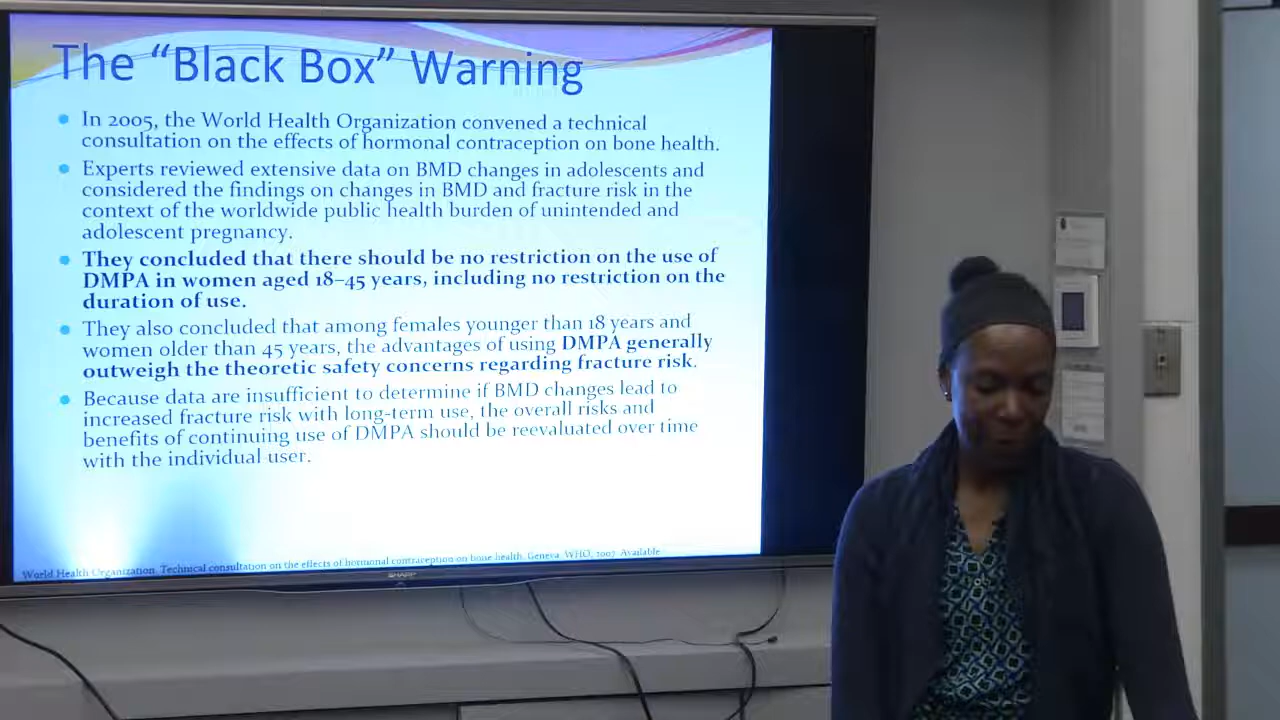 The “Black Box” Warning
In 2005, the World Health Organization convened a technical
consultation on the effects of hormonal contraception on bone health.
Experts reviewed extensive data on BMD changes in adolescents and
considered the findings on changes in BMD and fracture risk in the
context of the worldwide public health burden of unintended and
adolescent pregnancy.
They concluded that there should be no restriction on the use of
DMPA in women aged 18–45 years, including no restriction on the
duration of use.
They also concluded that among females younger than 18 years and
women older than 45 years, the advantages of using DMPA generally
outweigh the theoretic safety concerns regarding fracture risk.
Because data are insufficient to determine if BMD changes lead to
increased fracture risk with long-term use, the overall risks and
benefits of continuing use of DMPA should be reevaluated over time
with the individual user.
World Health Organization. Technical consultation on the effects of hormonal contraception on bone health. Geneva. WHO; 2007. Available
SHARP